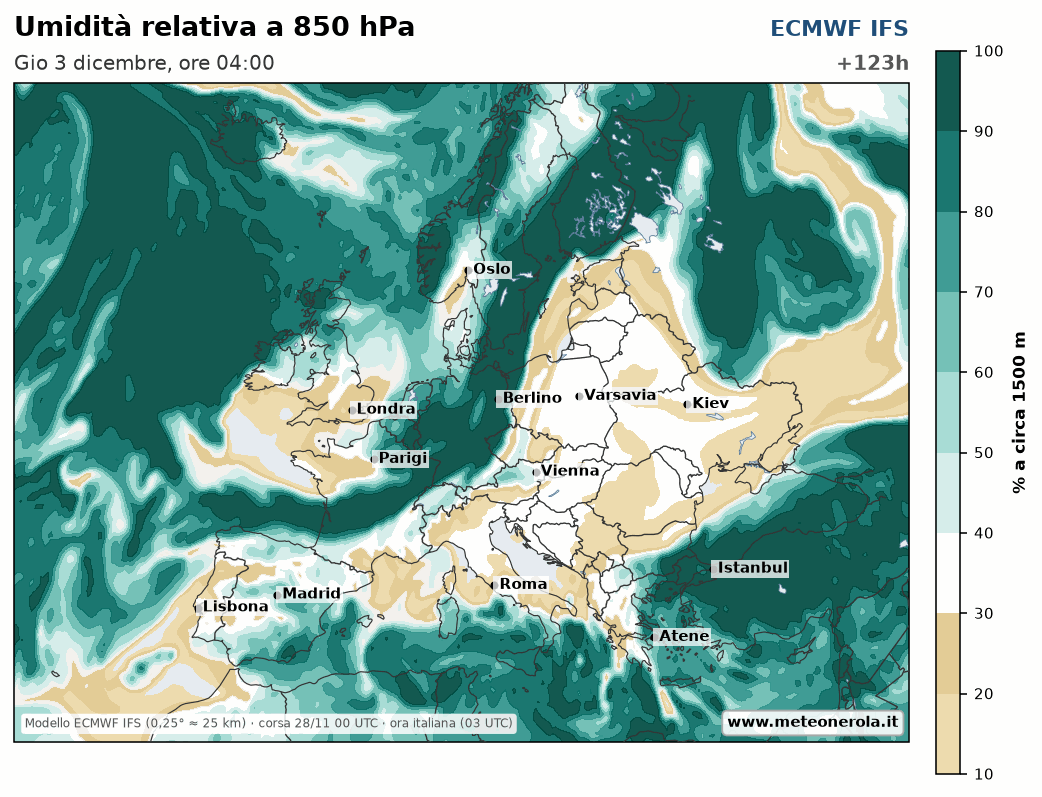 Umidità relativa a 850 hPa
ECMWF IFS
Gio 3 dicembre, ore 04:00
+123h
100
90
80
70
60
50
40
30
20
10
% a circa 1500 m
Oslo
Berlino
Varsavia
Kiev
Londra
Parigi
Vienna
Istanbul
Roma
Madrid
Lisbona
Atene
Modello ECMWF IFS (0,25° ≈ 25 km) · corsa 28/11 00 UTC · ora italiana (03 UTC)
www.meteonerola.it